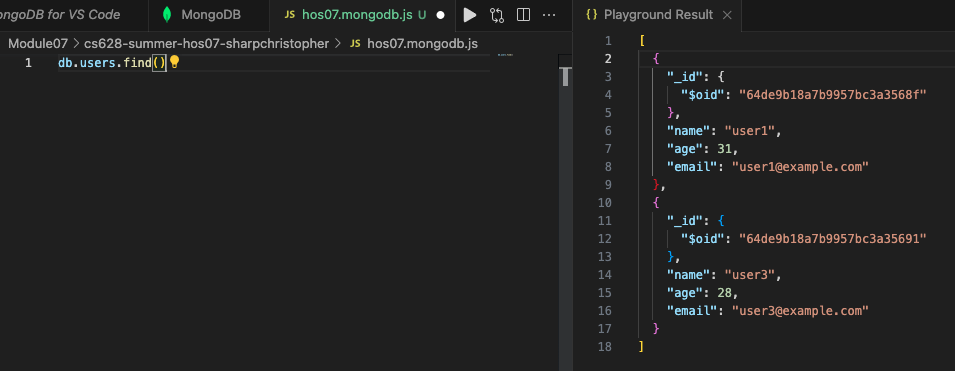 ongoDB for VS Code
MongoDB
JS hos07.mongodb.js U
Module07 > cs628-summer-hos07-sharpchristopher > JS hos07.mongodb.js
1 db.users.find()
{} Playground Result
1 [
2 {
3 "_id": {
4 "$oid": "64de9b18a7b9957bc3a3568f"
5 },
6 "name": "user1",
7 "age": 31,
8 "email": "user1@example.com"
9 },
10 {
11 "_id": {
12 "$oid": "64de9b18a7b9957bc3a35691"
13 },
14 "name": "user3",
15 "age": 28,
16 "email": "user3@example.com"
17 }
18 ]